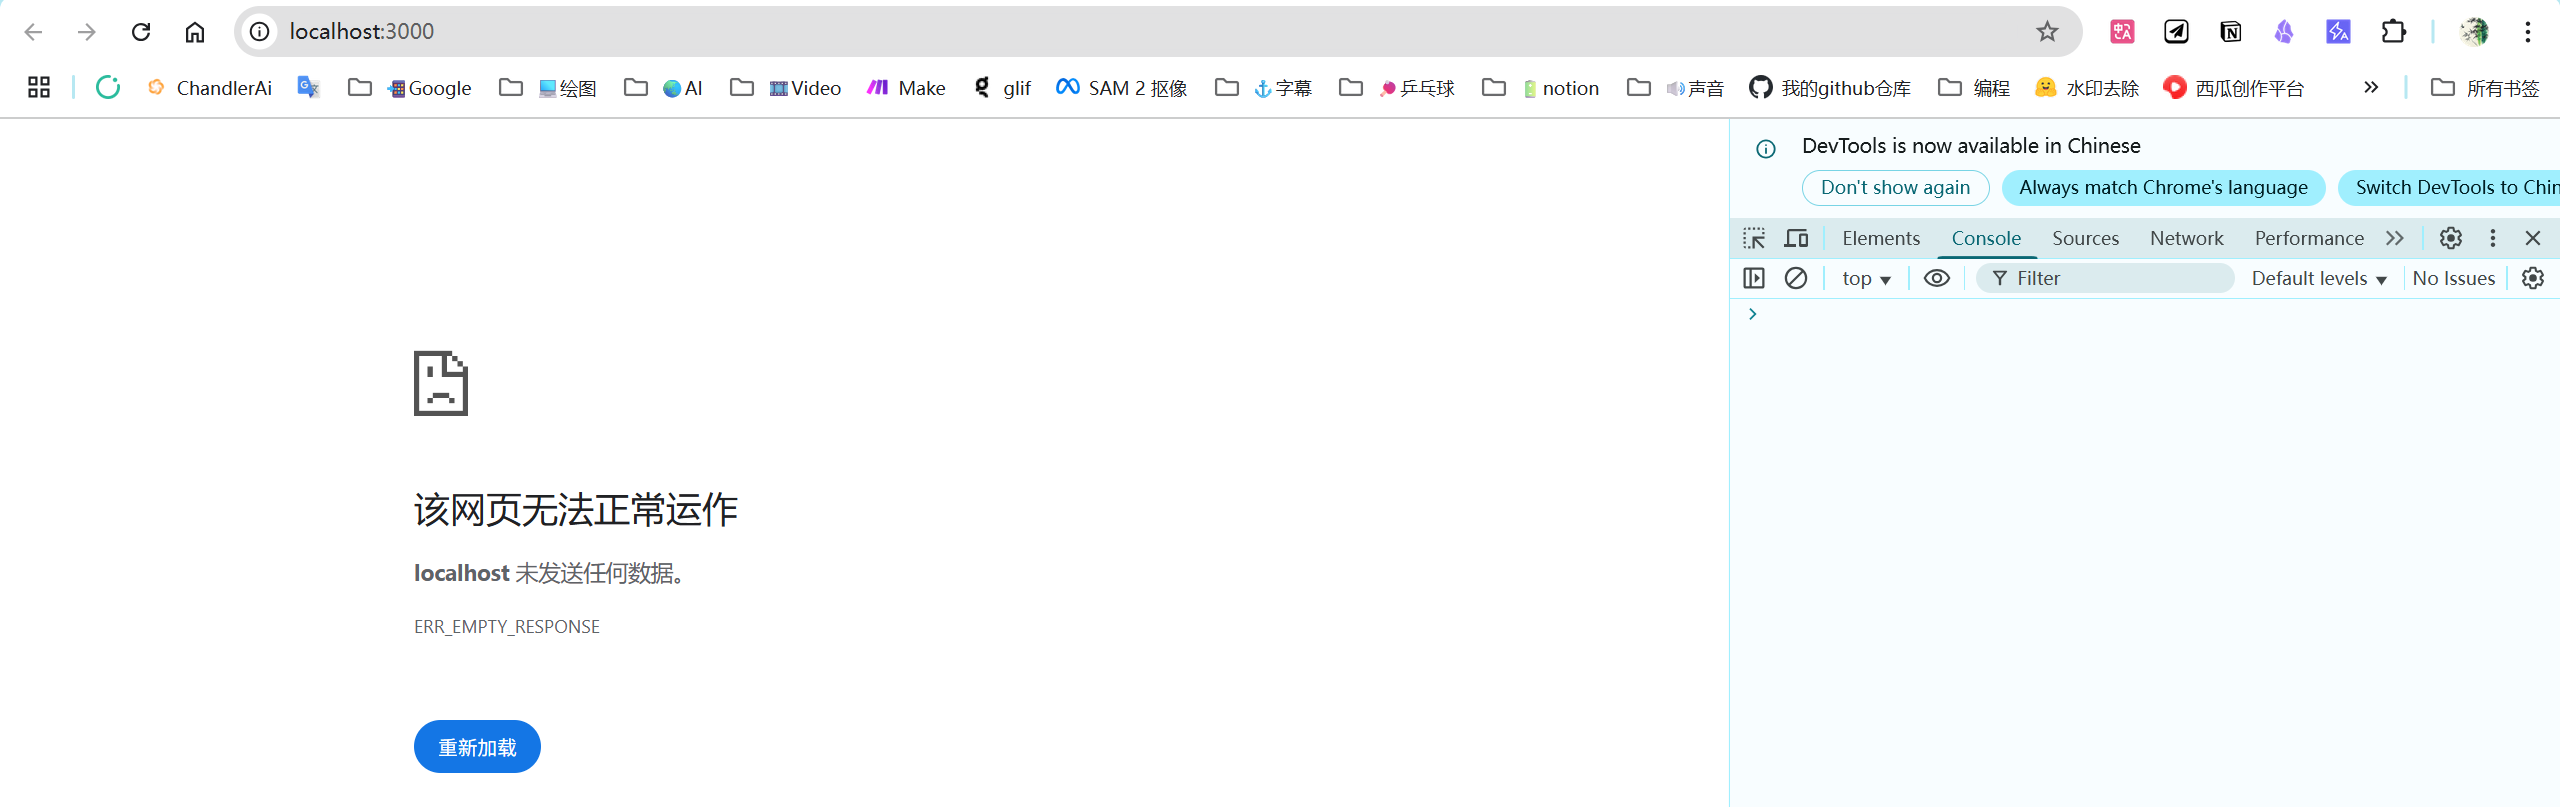 localhost:3000
ChandlerAi Google 绘图 AI Video Make glif SAM 2 抠像 字幕 乒乓球 notion 声音 我的github仓库 编程 水印去除 西瓜创作平台 » 所有书签
DevTools is now available in Chinese
Don't show again Always match Chrome's language Switch DevTools to Chin
Elements Console Sources Network Performance
top Filter Default levels No Issues
该网页无法正常运作
localhost 未发送任何数据。
ERR_EMPTY_RESPONSE
重新加载